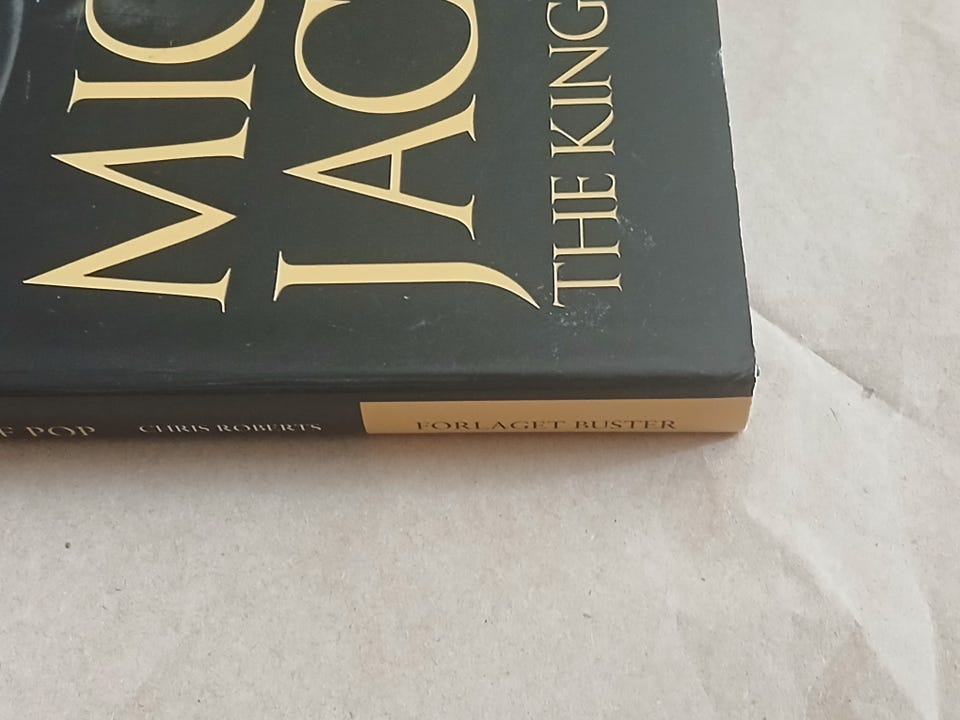 MIC
JAC
THE KING
F POP CHRIS ROBERTS FORLAGET BUSTER